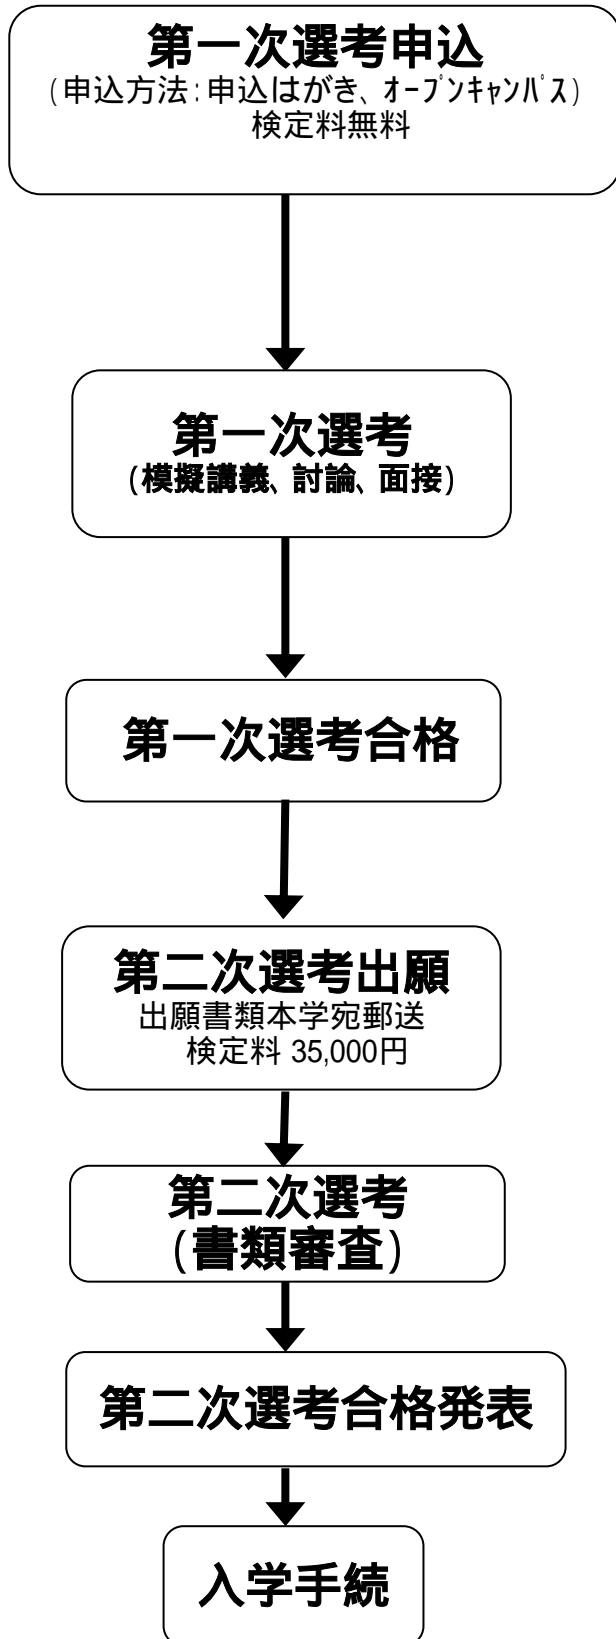 第一次選考申込
(申込方法:申込はがき、ｵｰﾌﾟﾝｷｬﾝﾊﾟｽ)
検定料無料
第一次選考
(模擬講義、討論、面接)
第一次選考合格
第二次選考出願
出願書類本学宛郵送
検定料 35,000円
第二次選考
(書類審査)
第二次選考合格発表
入学手続